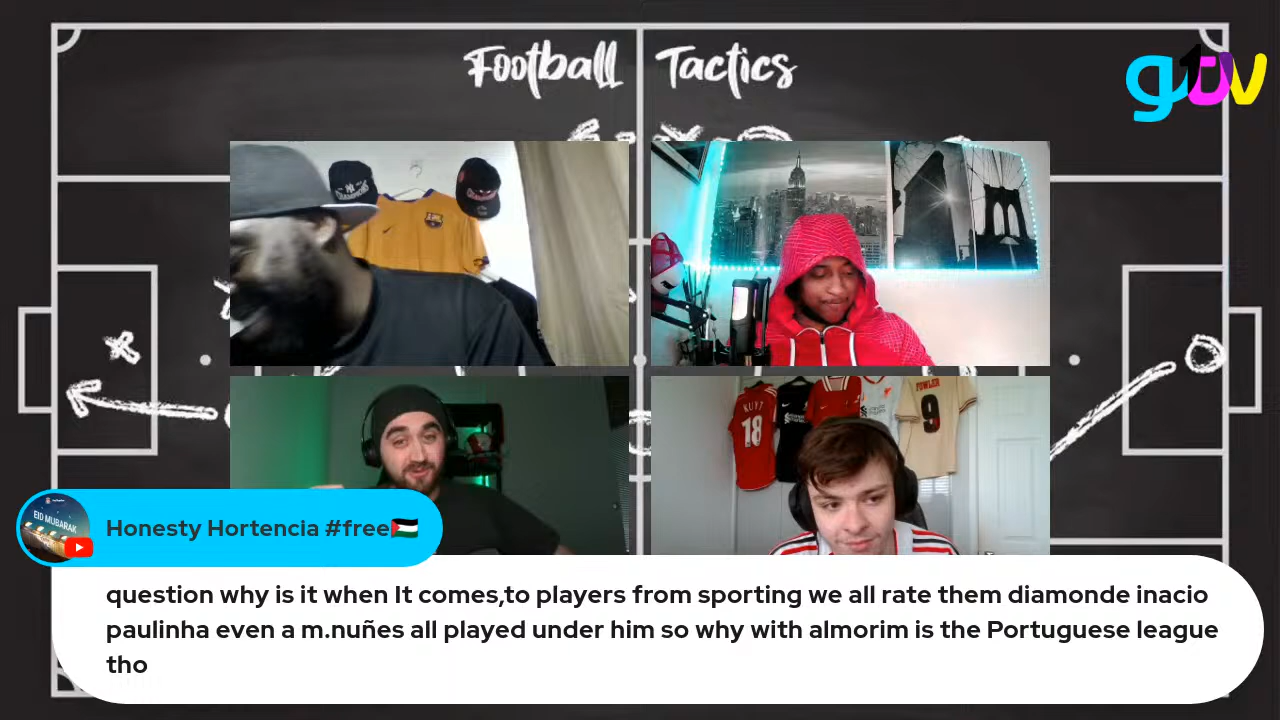 Football Tactics
g1tv
KUYT
18
FOWLER
9
EID MUBARAK
Honesty Hortencia #free🇵🇸
question why is it when It comes,to players from sporting we all rate them diamonde inacio
paulinha even a m.nuñes all played under him so why with almorim is the Portuguese league
tho